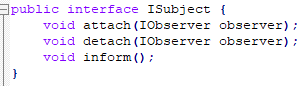 public interface ISubject {
    void attach(IObserver observer);
    void detach(IObserver observer);
    void inform();
}